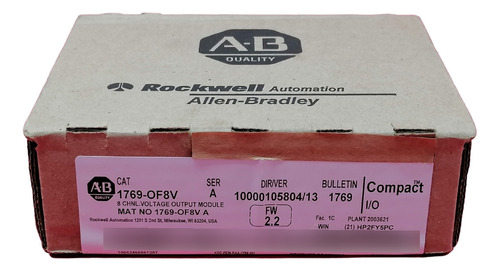 A-B
QUALITY
Rockwell Automation
Allen-Bradley
A-B
QUALITY
CAT
1769-OF8V
8 CHNL.VOLTAGE OUTPUT MODULE
MAT NO 1769-OF8V A
Rockwell Automation 1201 S 2nd St, Milwaukee, WI 53204, USA.
SER
A
DIR/VER
10000105804/13
FW
2.2
BULLETIN
1769
Fac. 1C
WIN
Compact
I/O
PLANT 2003621
(21) HP2FY5PC